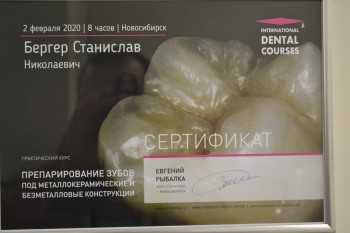 2 февраля 2020 | 8 часов | Новосибирск
Бергер Станислав
Николаевич
INTERNATIONAL
DENTAL
COURSES
СЕРТИФИКАТ
ПРАКТИЧЕСКИЙ КУРС
ПРЕПАРИРОВАНИЕ ЗУБОВ
ПОД МЕТАЛЛОКЕРАМИЧЕСКИЕ И
БЕЗМЕТАЛЛОВЫЕ КОНСТРУКЦИИ
ЕВГЕНИЙ
РЫБАЛКА